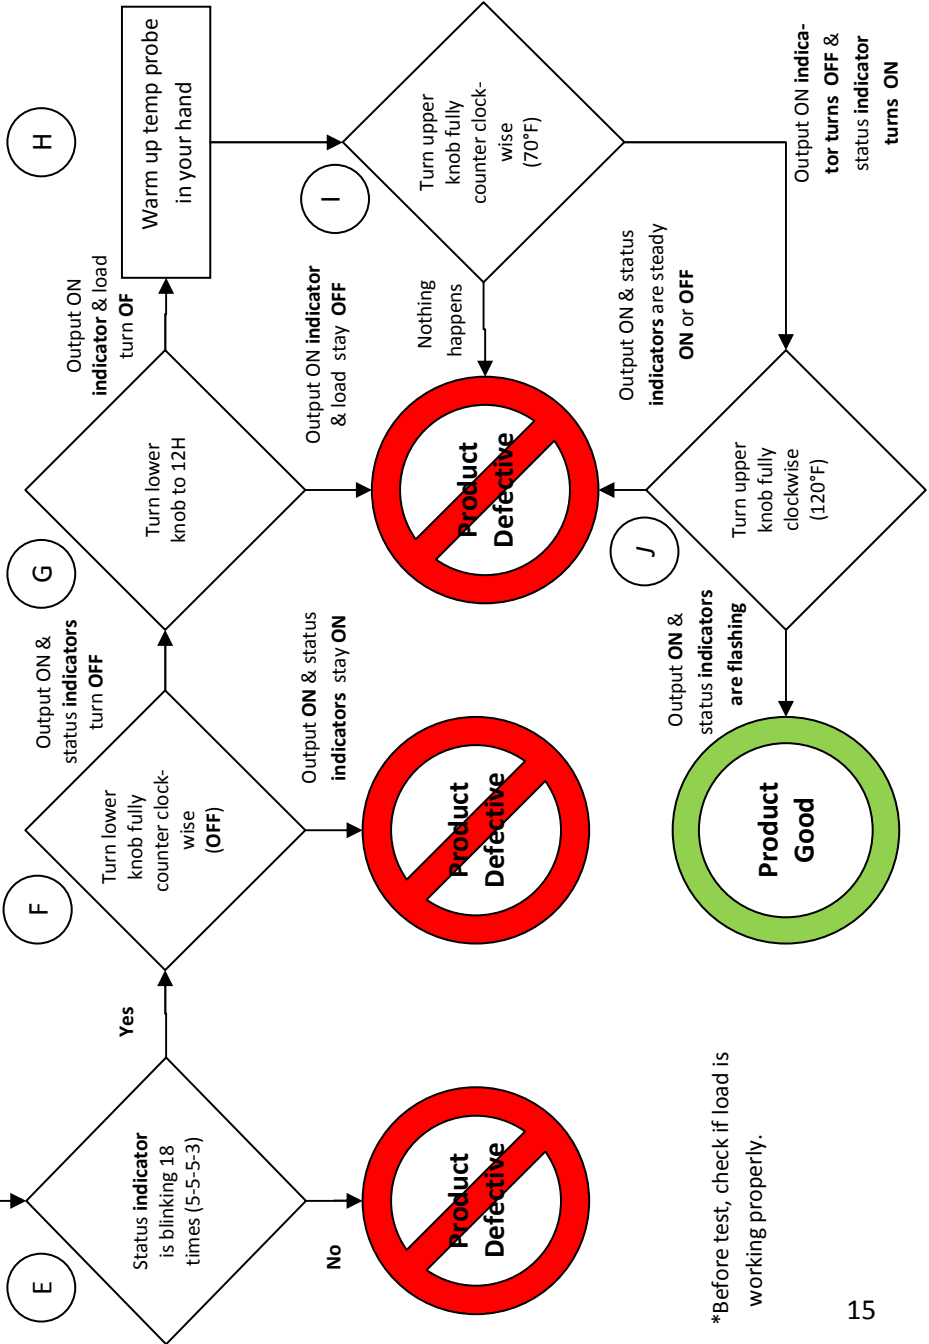 E
Status indicator
is blinking 18
times (5-5-5-3)
Yes
No
Product
Defective
F
Turn lower
knob fully
counter clock-
wise
(OFF)
Output ON &
status indicators
turn OFF
Output ON & status
indicators stay ON
Product
Defective
G
Turn lower
knob to 12H
Output ON
indicator & load
turn OF
Output ON indicator
& load stay OFF
Product
Defective
H
Warm up temp probe
in your hand
I
Turn upper
knob fully
counter clock-
wise
(70°F)
Nothing
happens
Output ON indica-
tor turns OFF &
status indicator
turns ON
J
Turn upper
knob fully
clockwise
(120°F)
Output ON & status
indicators are steady
ON or OFF
Output ON &
status indicators
are flashing
Product
Good
*Before test, check if load is
working properly.
15